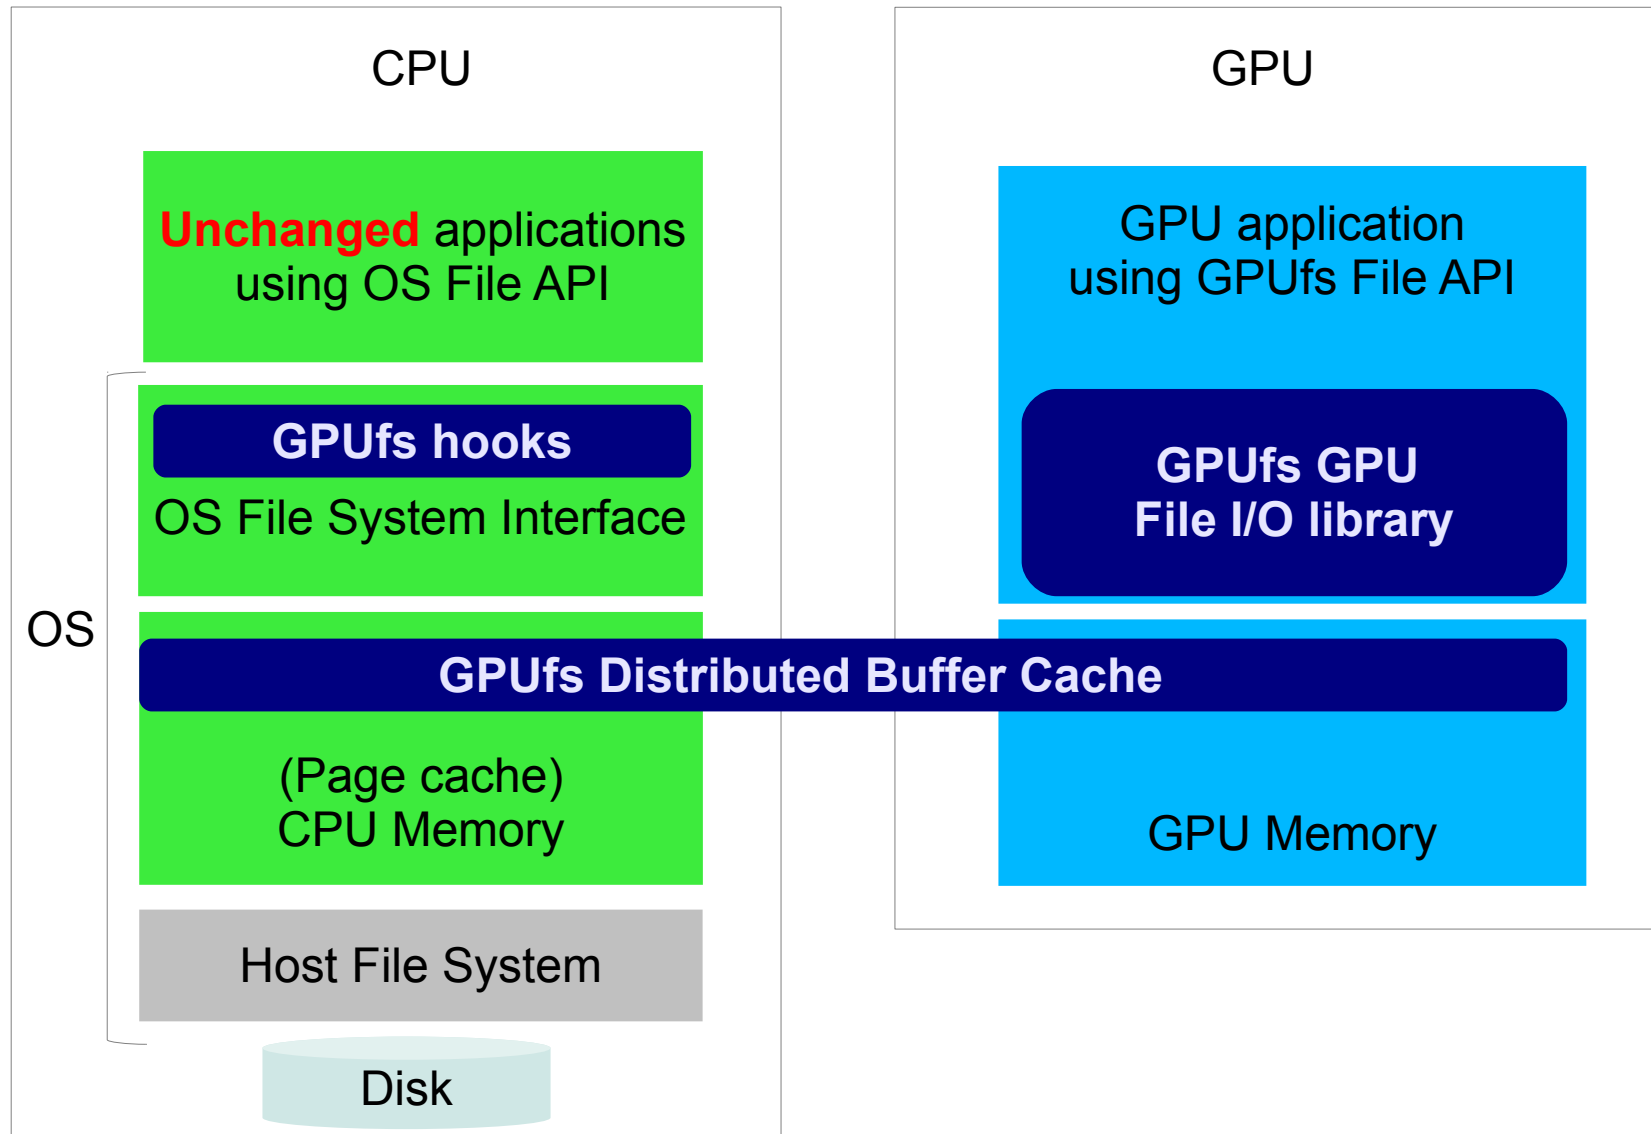 CPU
Unchanged applications
using OS File API
GPUfs hooks
OS File System Interface
OS
GPUfs Distributed Buffer Cache
(Page cache)
CPU Memory
Host File System
Disk
GPU
GPU application
using GPUfs File API
GPUfs GPU
File I/O library
GPU Memory